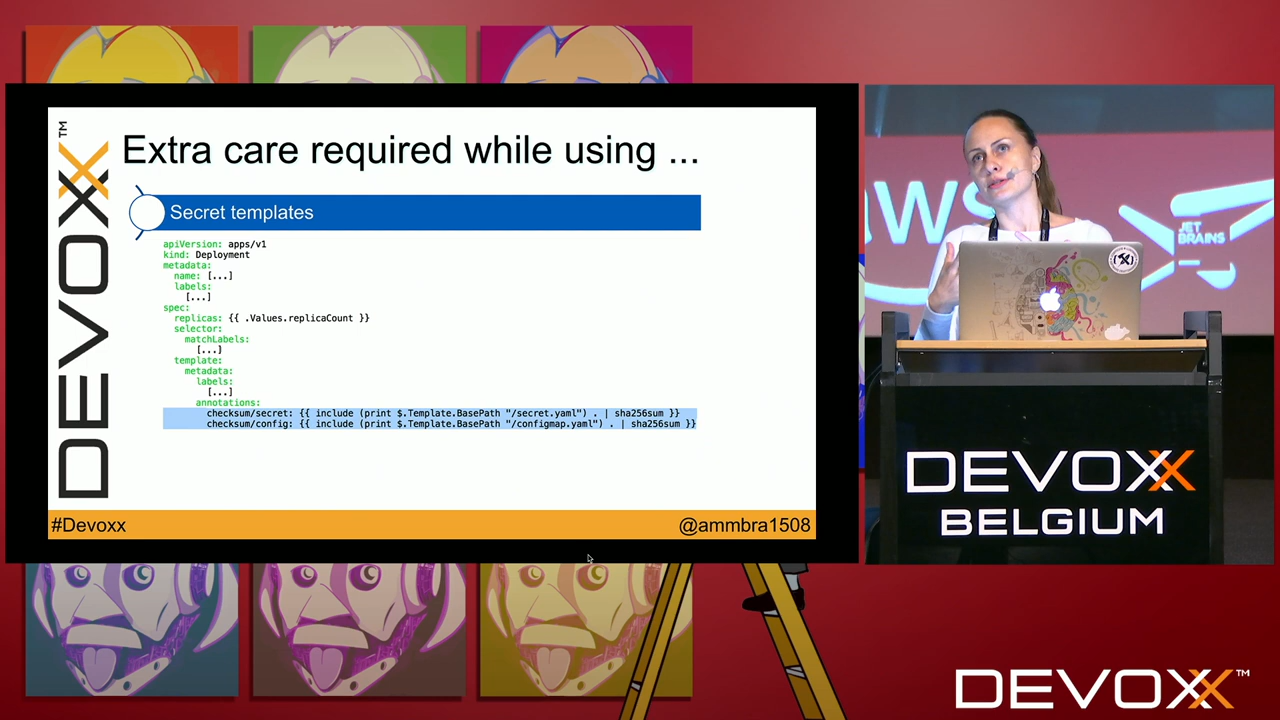 DEVOXX™
Extra care required while using ...
Secret templates
apiVersion: apps/v1
kind: Deployment
metadata:
  name: [...]
  labels:
    [...]
spec:
  replicas: {{ .Values.replicaCount }}
  selector:
    matchLabels:
      [...]
  template:
    metadata:
      labels:
        [...]
      annotations:
        checksum/secret: {{ include (print $.Template.BasePath "/secret.yaml") . | sha256sum }}
        checksum/config: {{ include (print $.Template.BasePath "/configmap.yaml") . | sha256sum }}
#Devoxx
@ammbra1508
JET
BRAINS
DEVOXX
BELGIUM
DEVOXX™